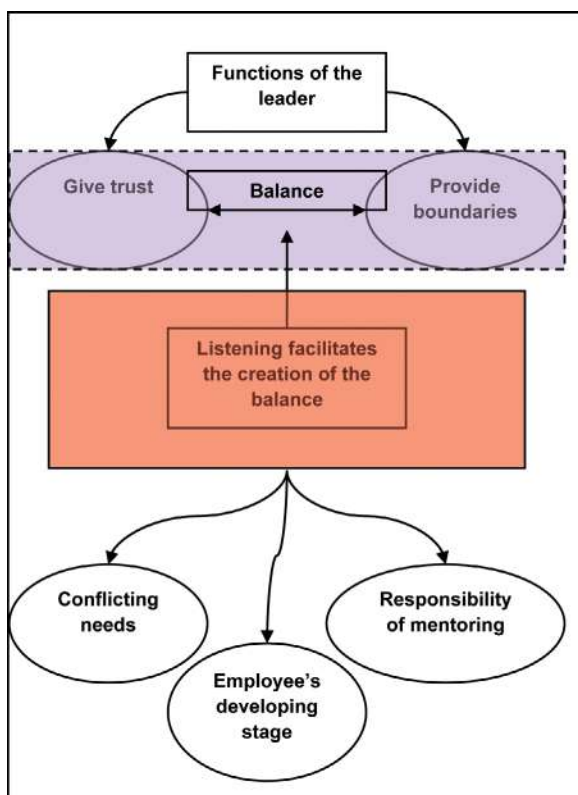 Functions of the
leader
Give trust
Balance
Provide
boundaries
Listening facilitates
the creation of the
balance
Conflicting
needs
Responsibility
of mentoring
Employee’s
developing
stage